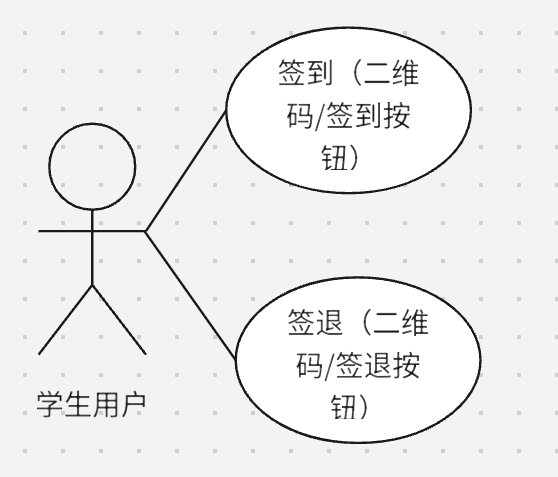 签到（二维
码/签到按
钮）
签退（二维
码/签退按
钮）
学生用户